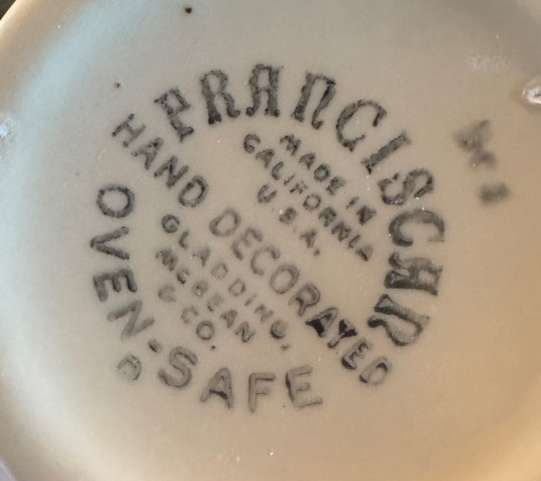 FRANCISCAN
MADE IN
CALIFORNIA
U.S.A.
HAND DECORATED
GLADDING,
McBEAN
& CO.
OVEN-SAFE